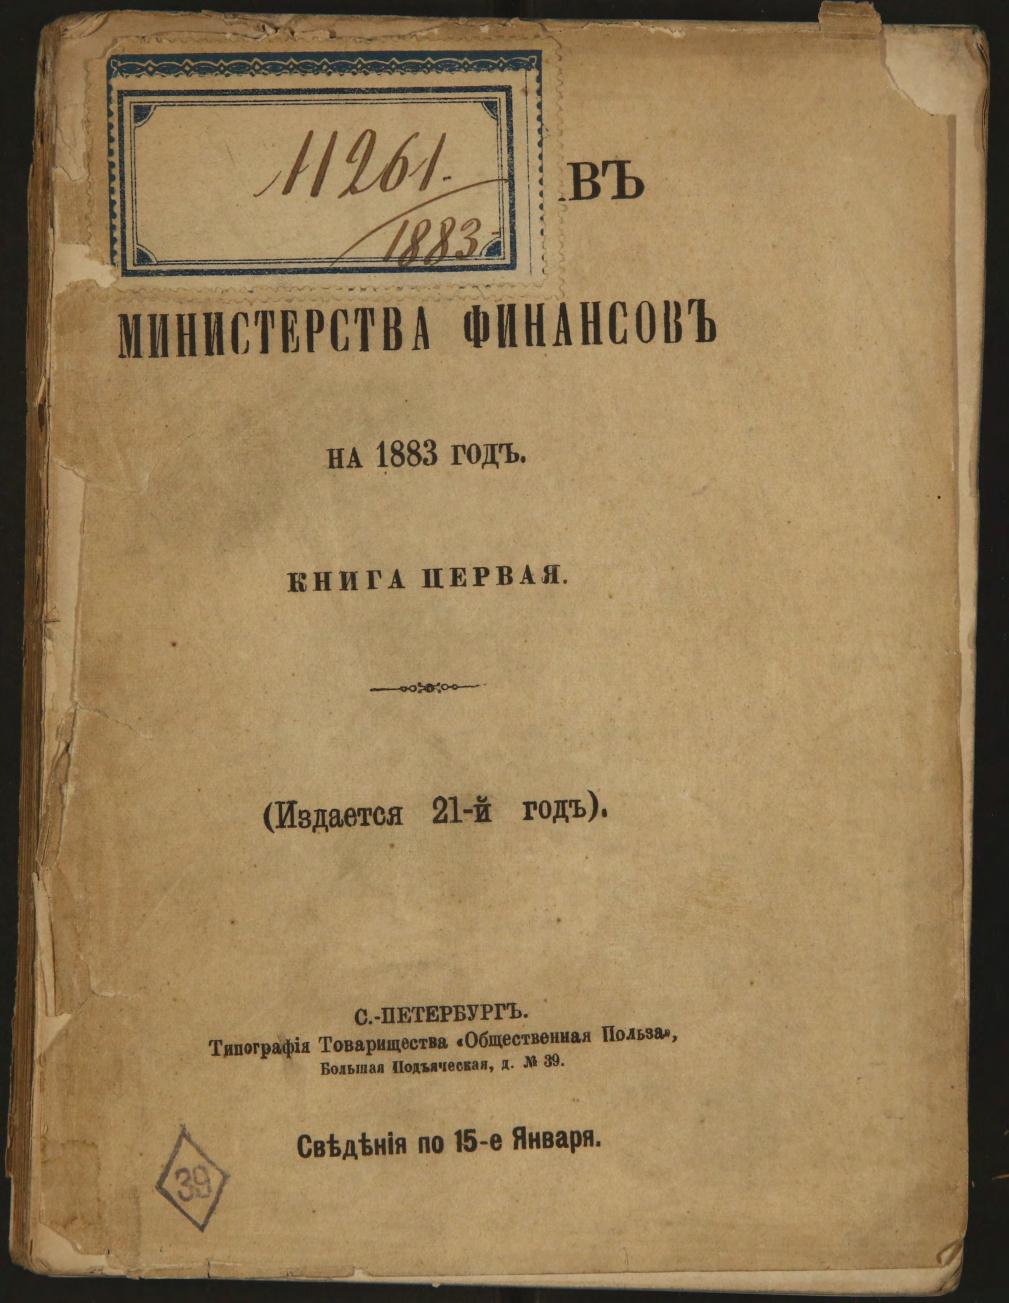 11261.
1883
ВЪ
МИНИСТЕРСТВА ФИНАНСОВЪ
НА 1883 ГОДЪ.
КНИГА ПЕРВАЯ.
(Издается 21-й годъ).
С.-ПЕТЕРБУРГЪ.
Типографія Товарищества «Общественная Польза»,
Большая Подъяческая, д. № 39.
Свѣдѣнія по 15-е Января.
39